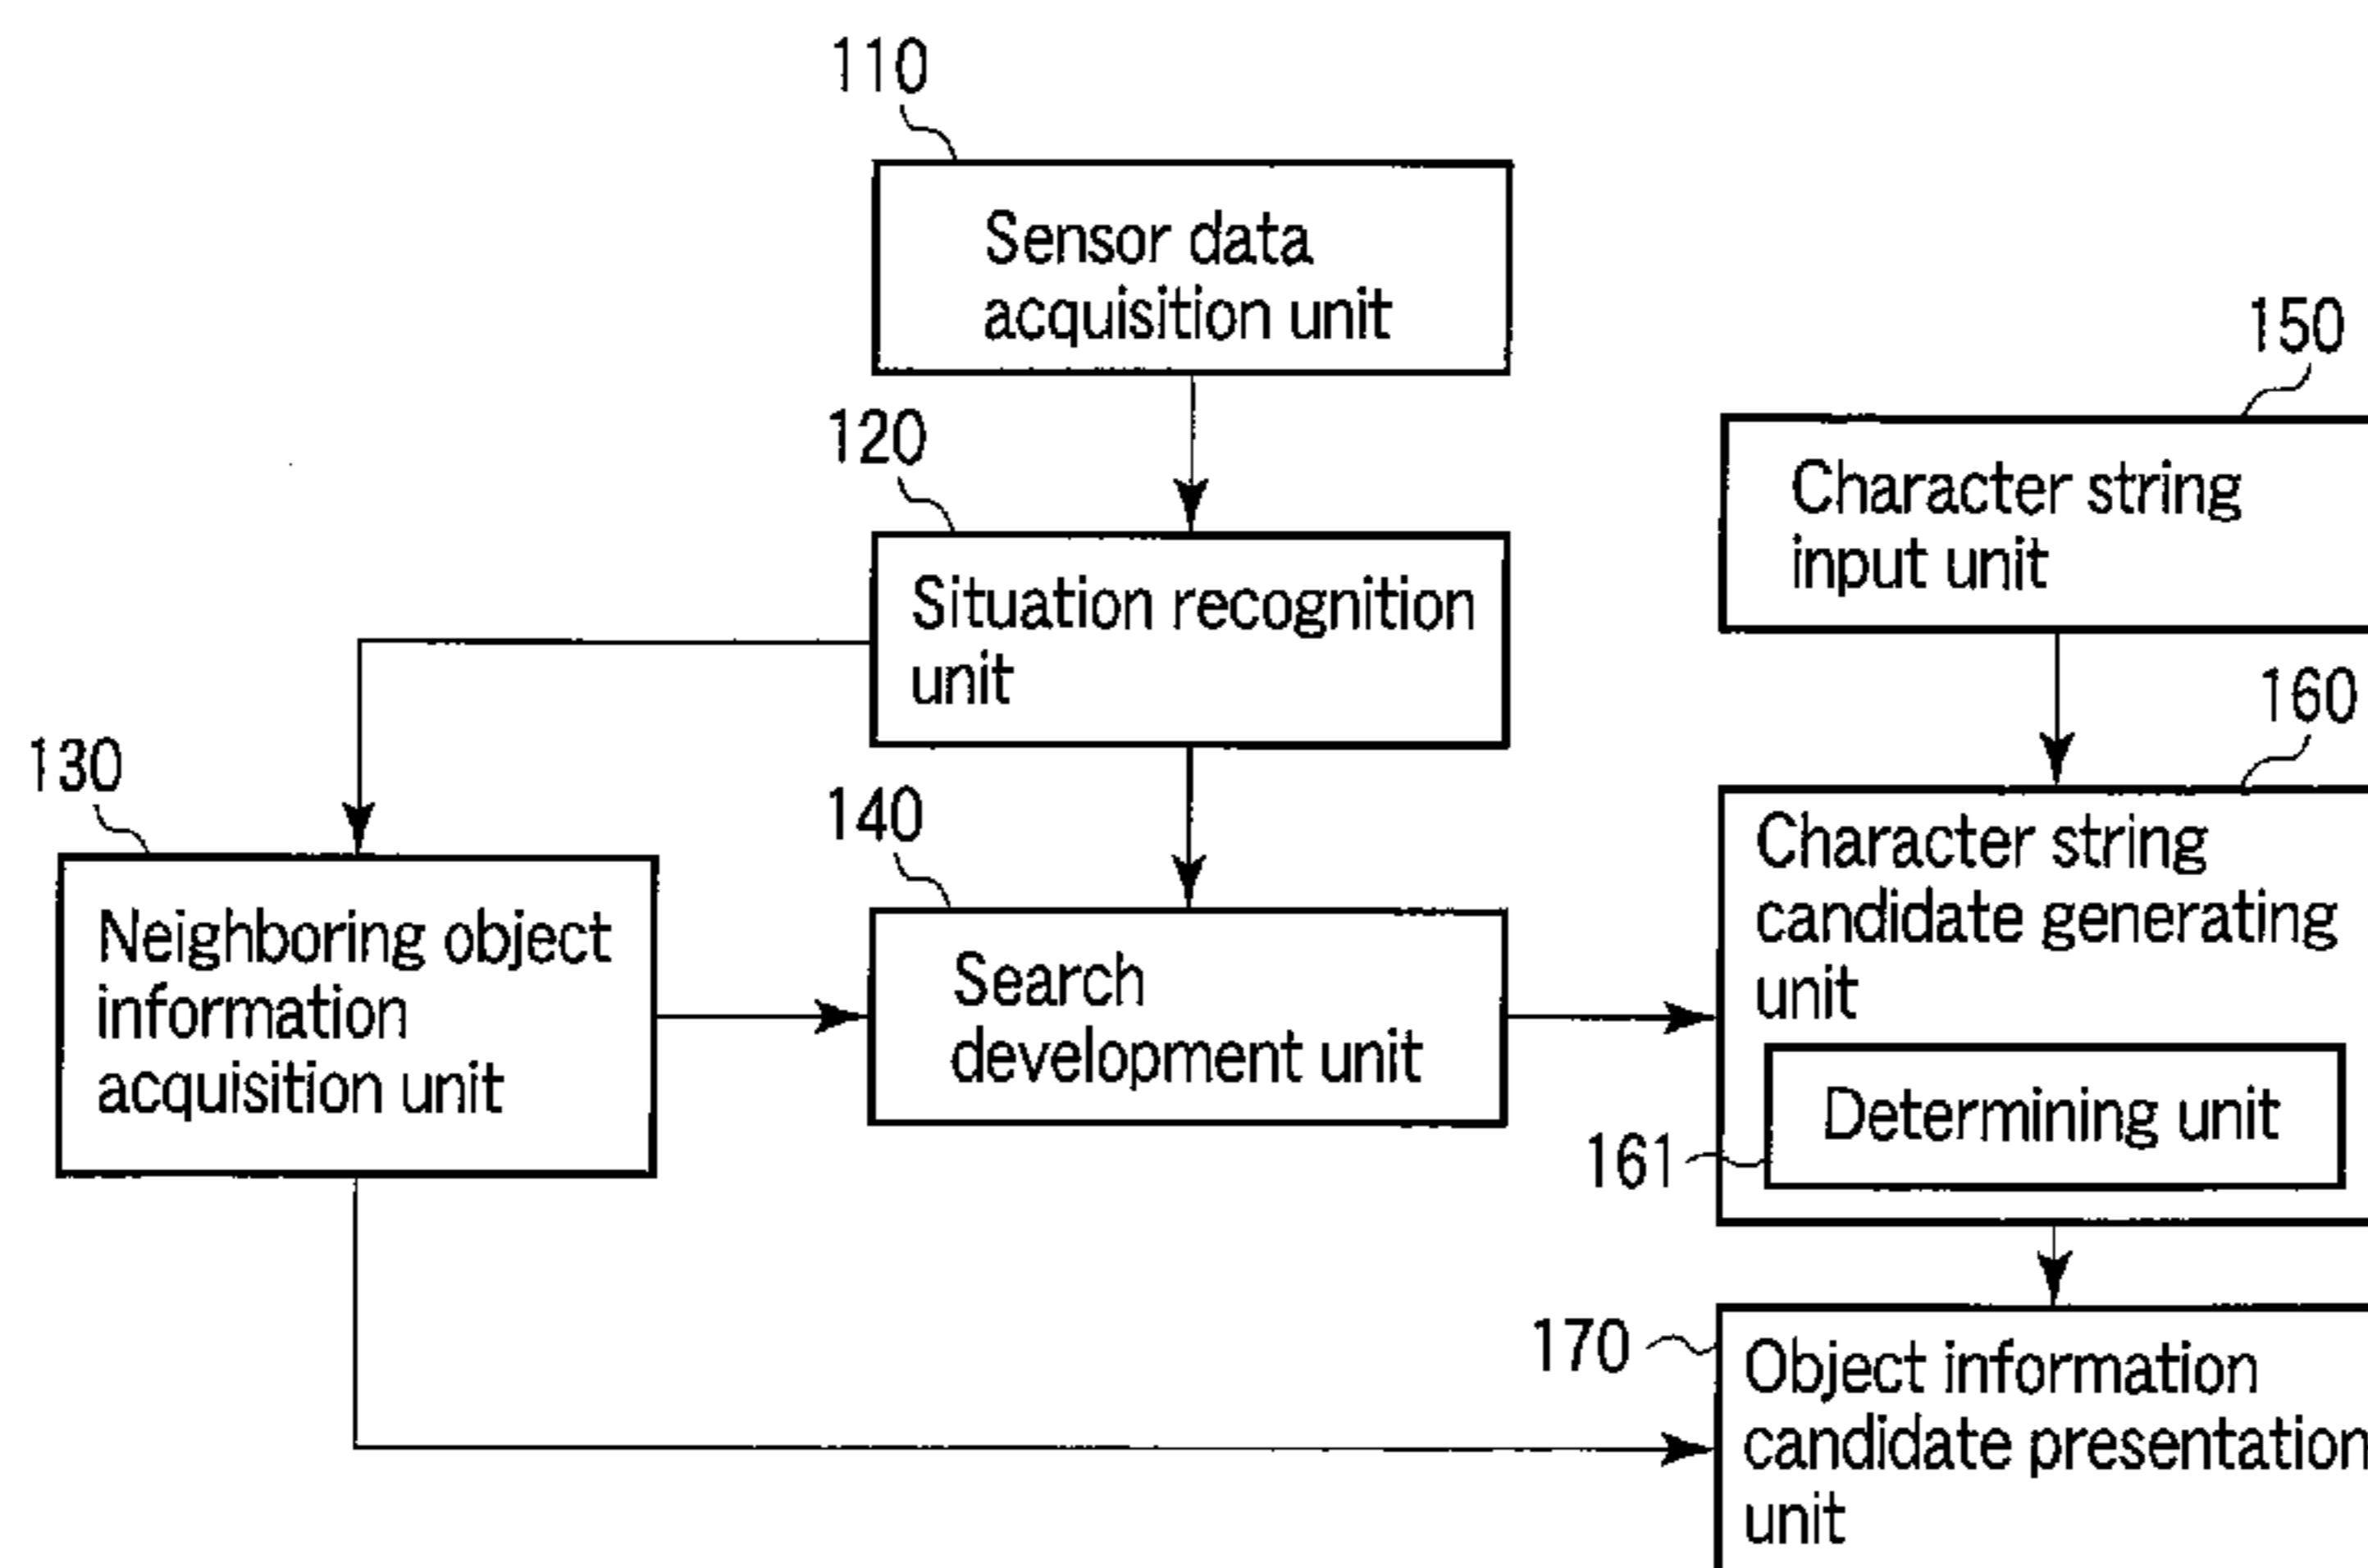 110
Sensor data
acquisition unit
150
Character string
input unit
120
Situation recognition
unit
160
Character string
candidate generating
unit
130
Neighboring object
information
acquisition unit
140
Search
development unit
Determining unit
161
170
Object information
candidate presentation
unit